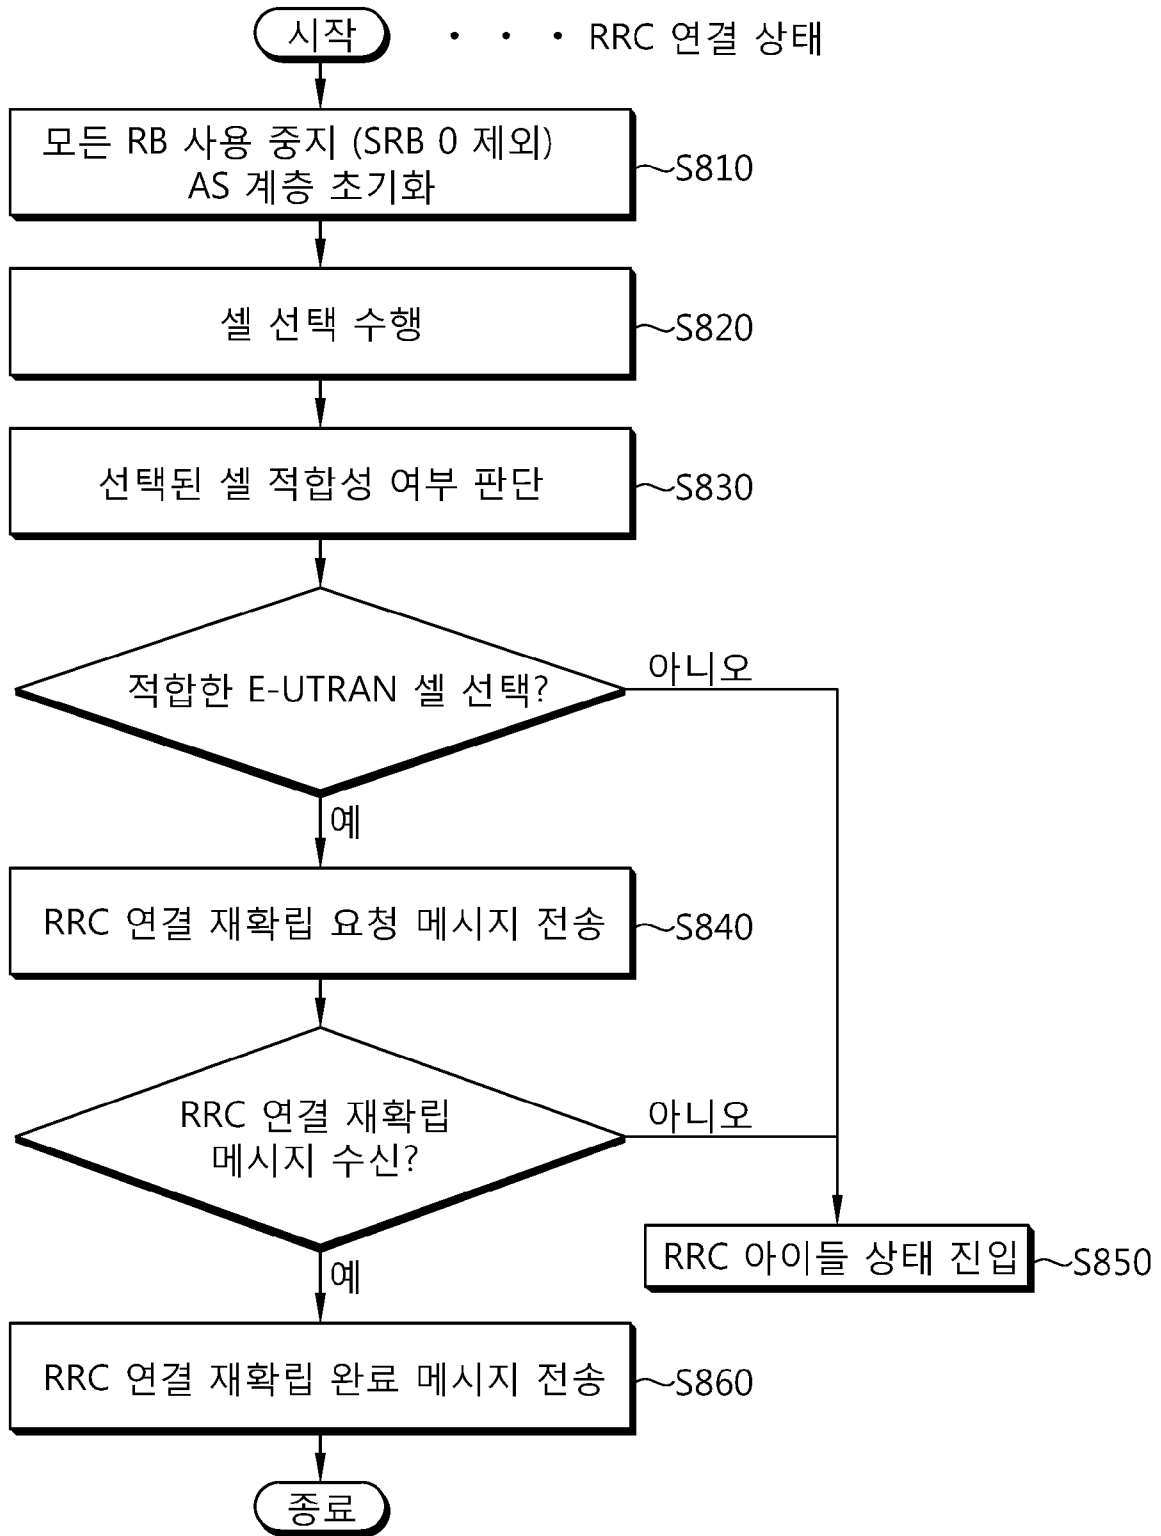 시작 · · · RRC 연결 상태
모든 RB 사용 중지 (SRB 0 제외)
AS 계층 초기화
S810
셀 선택 수행
S820
선택된 셀 적합성 여부 판단
S830
적합한 E-UTRAN 셀 선택?
아니오
예
RRC 연결 재확립 요청 메시지 전송
S840
RRC 연결 재확립
메시지 수신?
아니오
예
RRC 아이들 상태 진입
S850
RRC 연결 재확립 완료 메시지 전송
S860
종료